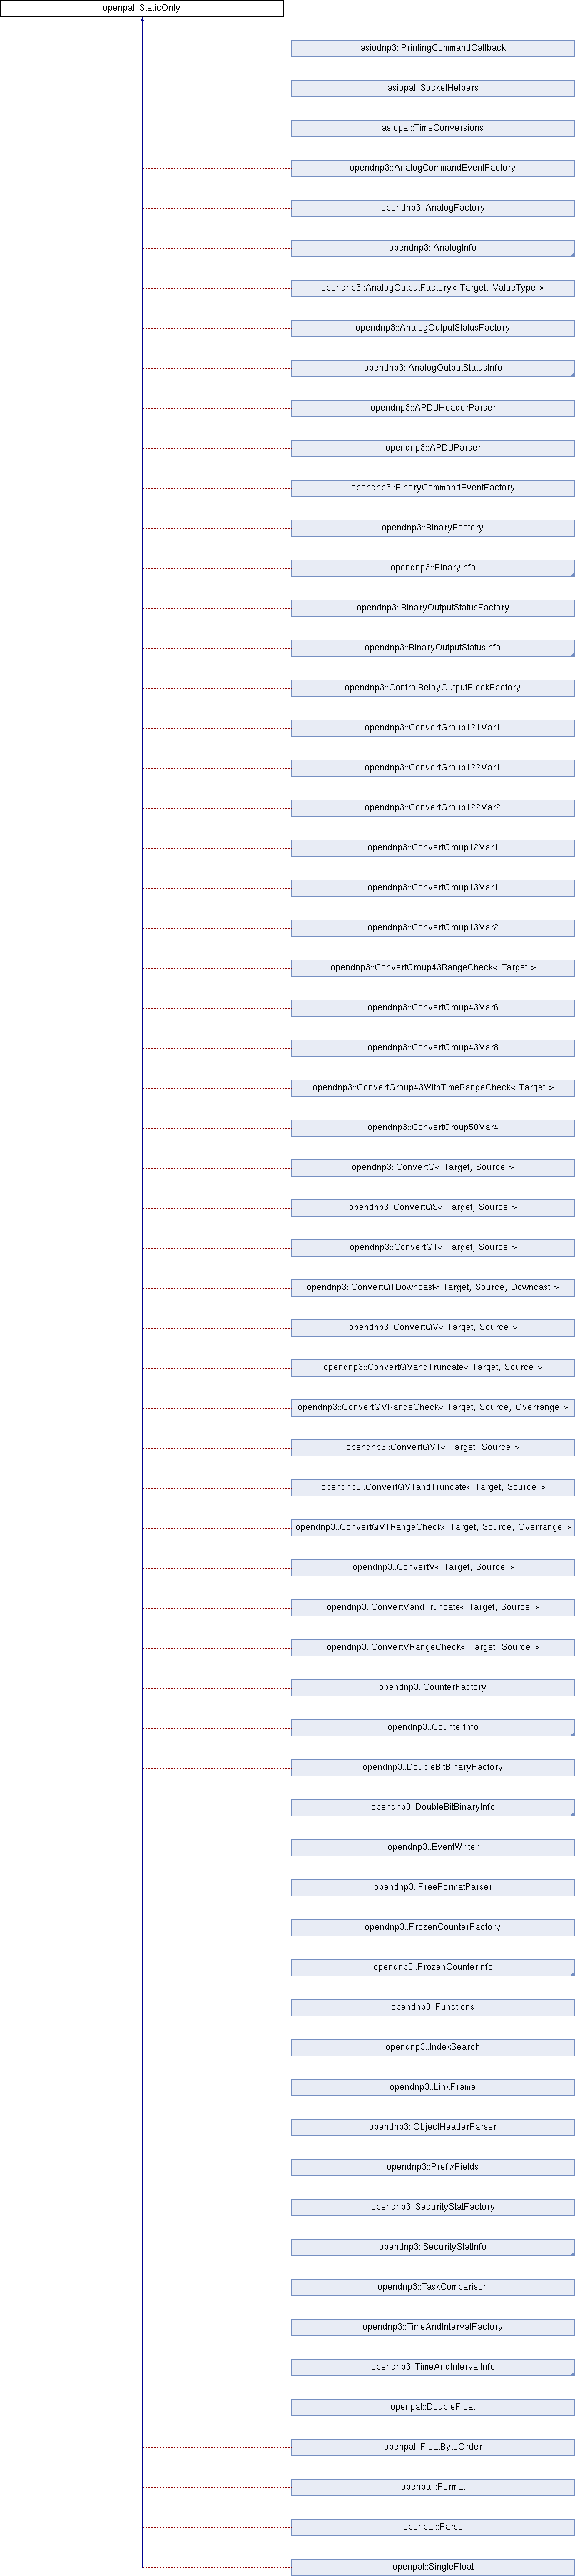 openpal::StaticOnly
asiodnp3::PrintingCommandCallback
asiopal::SocketHelpers
asiopal::TimeConversions
opendnp3::AnalogCommandEventFactory
opendnp3::AnalogFactory
opendnp3::AnalogInfo
opendnp3::AnalogOutputFactory< Target, ValueType >
opendnp3::AnalogOutputStatusFactory
opendnp3::AnalogOutputStatusInfo
opendnp3::APDUHeaderParser
opendnp3::APDUParser
opendnp3::BinaryCommandEventFactory
opendnp3::BinaryFactory
opendnp3::BinaryInfo
opendnp3::BinaryOutputStatusFactory
opendnp3::BinaryOutputStatusInfo
opendnp3::ControlRelayOutputBlockFactory
opendnp3::ConvertGroup121Var1
opendnp3::ConvertGroup122Var1
opendnp3::ConvertGroup122Var2
opendnp3::ConvertGroup12Var1
opendnp3::ConvertGroup13Var1
opendnp3::ConvertGroup13Var2
opendnp3::ConvertGroup43RangeCheck< Target >
opendnp3::ConvertGroup43Var6
opendnp3::ConvertGroup43Var8
opendnp3::ConvertGroup43WithTimeRangeCheck< Target >
opendnp3::ConvertGroup50Var4
opendnp3::ConvertQ< Target, Source >
opendnp3::ConvertQS< Target, Source >
opendnp3::ConvertQT< Target, Source >
opendnp3::ConvertQTDowncast< Target, Source, Downcast >
opendnp3::ConvertQV< Target, Source >
opendnp3::ConvertQVandTruncate< Target, Source >
opendnp3::ConvertQVRangeCheck< Target, Source, Overrange >
opendnp3::ConvertQVT< Target, Source >
opendnp3::ConvertQVTandTruncate< Target, Source >
opendnp3::ConvertQVTRangeCheck< Target, Source, Overrange >
opendnp3::ConvertV< Target, Source >
opendnp3::ConvertVandTruncate< Target, Source >
opendnp3::ConvertVRangeCheck< Target, Source >
opendnp3::CounterFactory
opendnp3::CounterInfo
opendnp3::DoubleBitBinaryFactory
opendnp3::DoubleBitBinaryInfo
opendnp3::EventWriter
opendnp3::FreeFormatParser
opendnp3::FrozenCounterFactory
opendnp3::FrozenCounterInfo
opendnp3::Functions
opendnp3::IndexSearch
opendnp3::LinkFrame
opendnp3::ObjectHeaderParser
opendnp3::PrefixFields
opendnp3::SecurityStatFactory
opendnp3::SecurityStatInfo
opendnp3::TaskComparison
opendnp3::TimeAndIntervalFactory
opendnp3::TimeAndIntervalInfo
openpal::DoubleFloat
openpal::FloatByteOrder
openpal::Format
openpal::Parse
openpal::SingleFloat